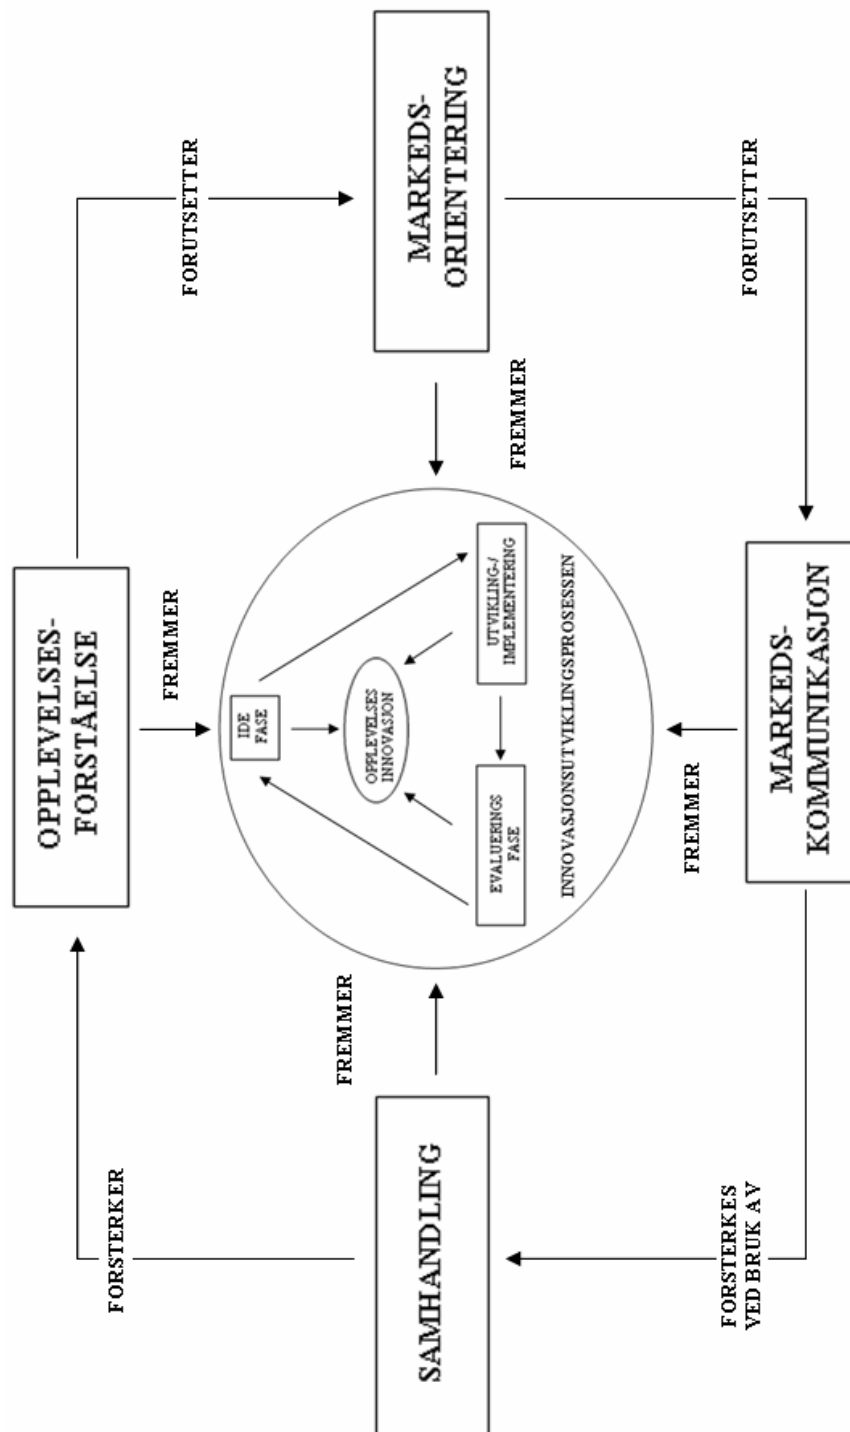 OPPLEVELSES-
FORSTÅELSE
FORSTERKER
FREMMER
FORUTSETTER
IDE
FASE
FREMMER
OPPLEVELSES
INNOVASJON
SAMHANDLING
MARKEDS-
ORIENTERING
EVALUERINGS
FASE
UTVIKLING-/
IMPLEMENTERING
FREMMER
INNOVASJONSUTVIKLINGSPROSESSEN
FREMMER
FORSTERKES
VED BRUK AV
FORUTSETTER
MARKEDS-
KOMMUNIKASJON